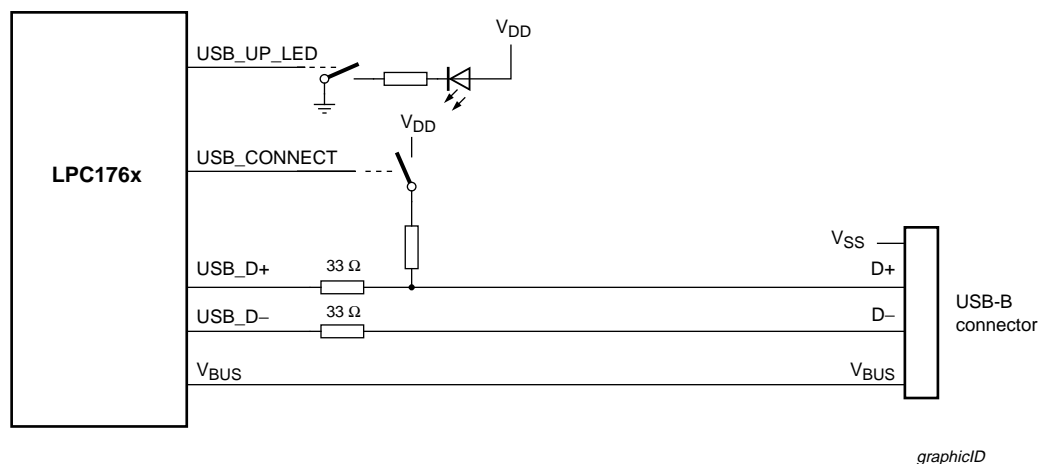 USB_UP_LED
VDD
VDD
USB_CONNECT
LPC176x
VSS
USB_D+
33 Ω
D+
USB_D−
33 Ω
D−
USB-B
connector
VBUS
VBUS
graphicID